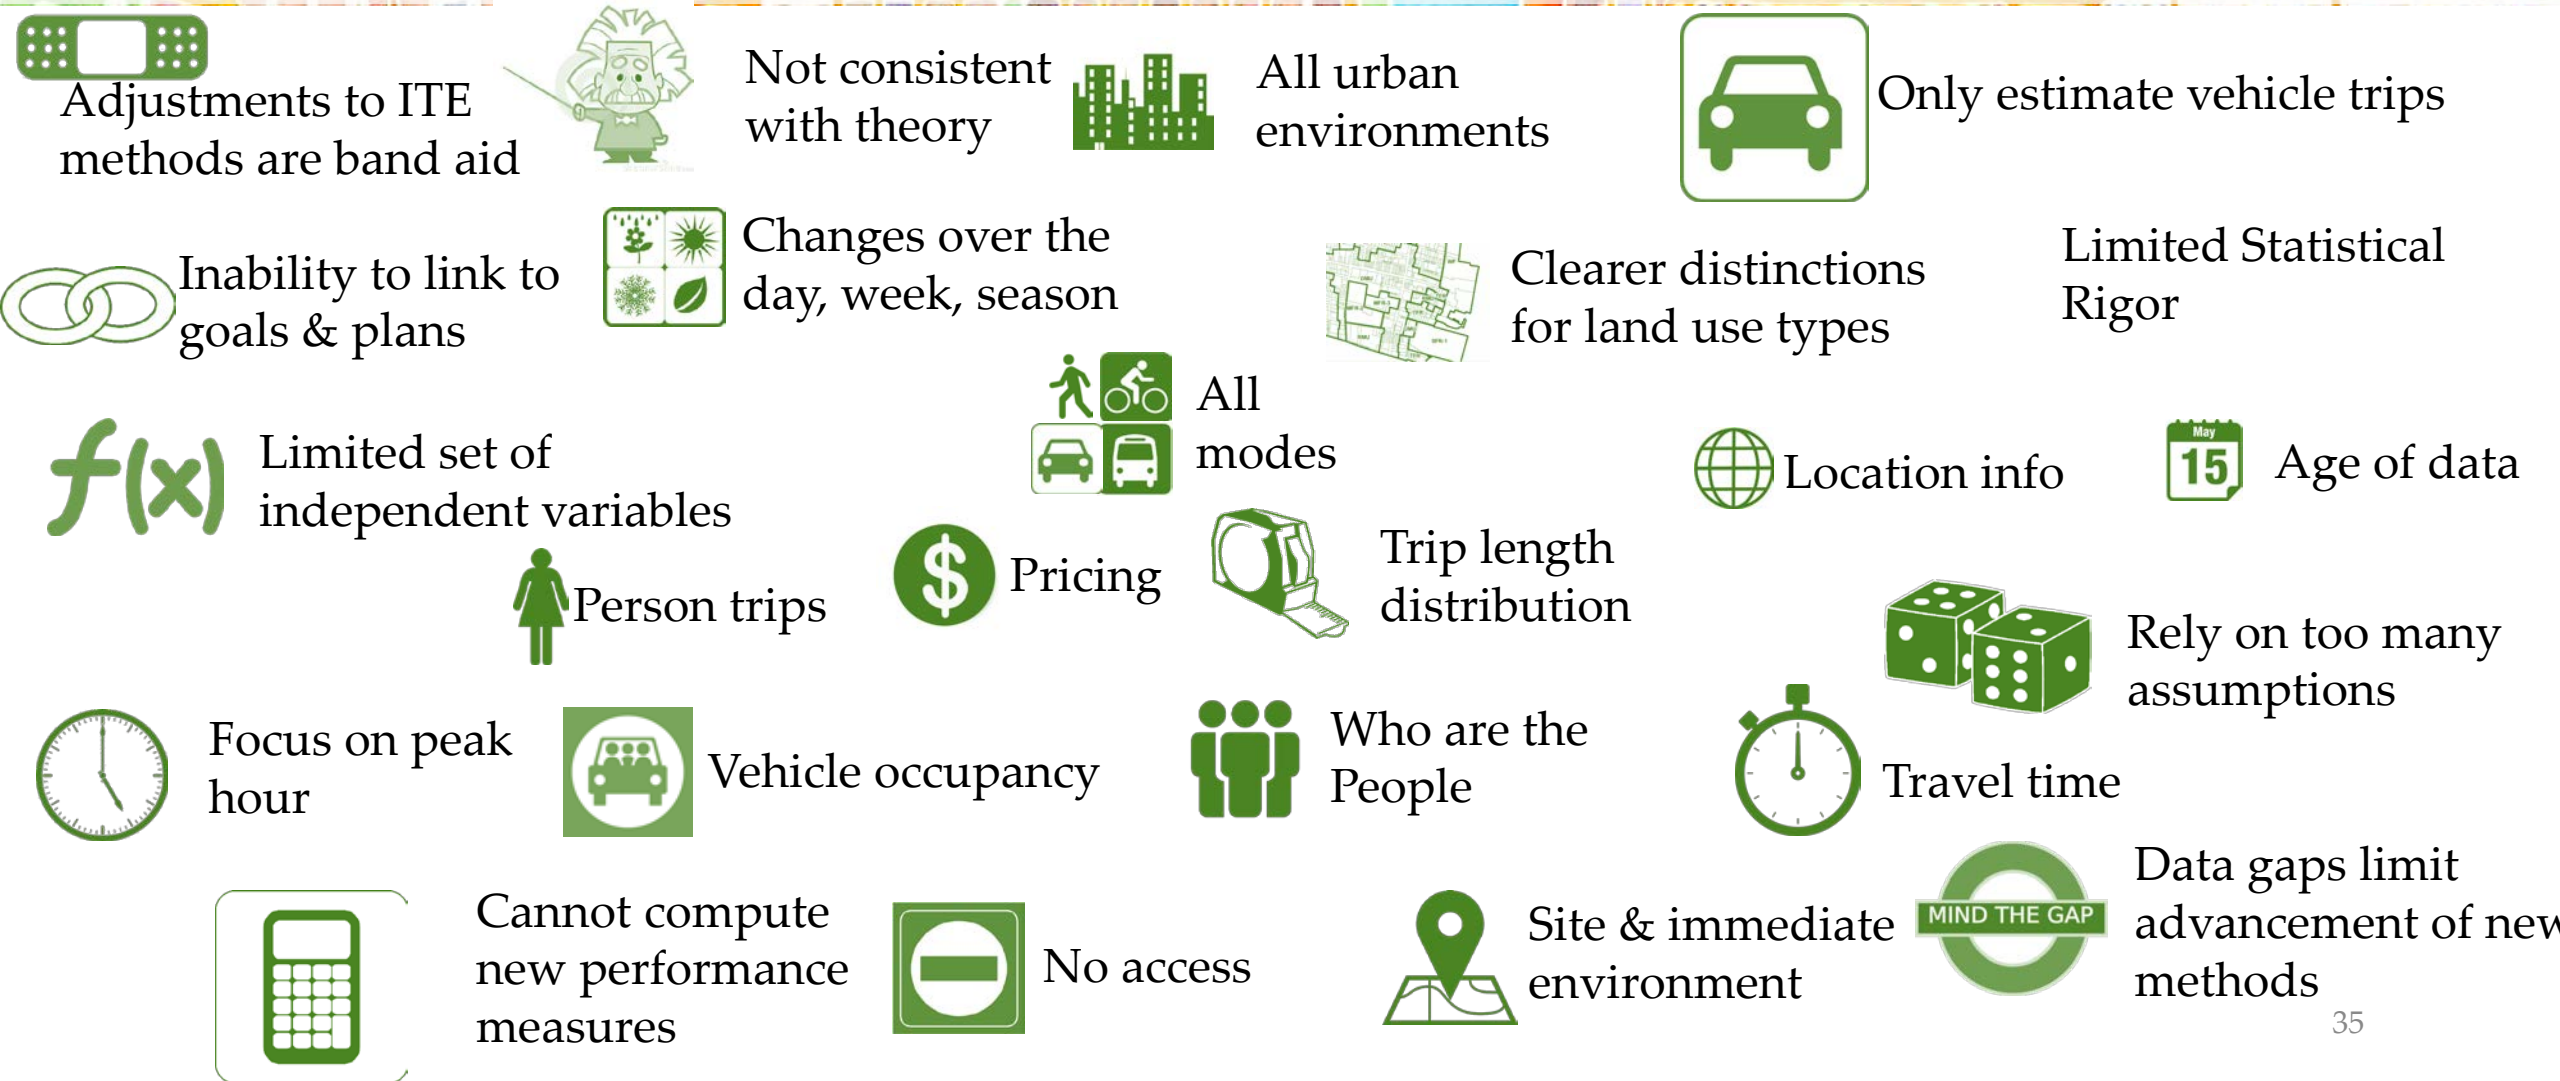 Adjustments to ITE
methods are band aid
Not consistent
with theory
All urban
environments
Only estimate vehicle trips
Inability to link to
goals & plans
Changes over the
day, week, season
Clearer distinctions
for land use types
Limited Statistical
Rigor
f(x)
Limited set of
independent variables
All
modes
Location info
May
15
Age of data
Person trips
$
Pricing
Trip length
distribution
Rely on too many
assumptions
Focus on peak
hour
Vehicle occupancy
Who are the
People
Travel time
Cannot compute
new performance
measures
No access
Site & immediate
environment
MIND THE GAP
Data gaps limit
advancement of new
methods
35